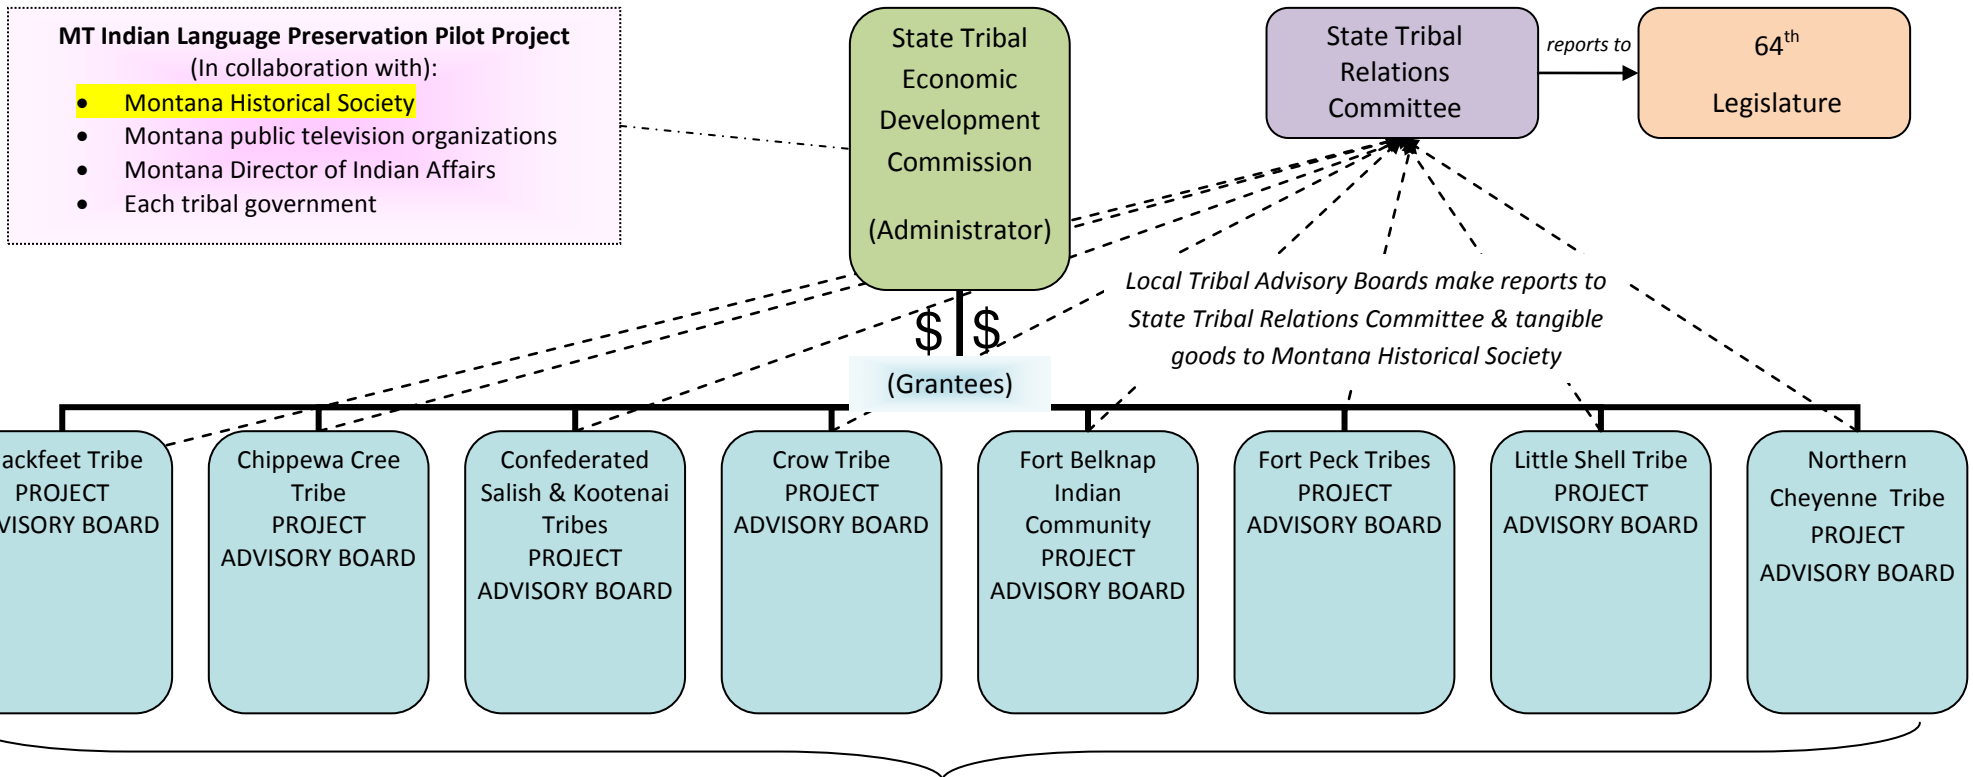 MT Indian Language Preservation Pilot Project
(In collaboration with):
• Montana Historical Society
• Montana public television organizations
• Montana Director of Indian Affairs
• Each tribal government
State Tribal
Economic
Development
Commission
(Administrator)
State Tribal
Relations
Committee
reports to
64th
Legislature
Local Tribal Advisory Boards make reports to
State Tribal Relations Committee & tangible
goods to Montana Historical Society
$ $
(Grantees)
ackfeet Tribe
PROJECT
VISORY BOARD
Chippewa Cree
Tribe
PROJECT
ADVISORY BOARD
Confederated
Salish & Kootenai
Tribes
PROJECT
ADVISORY BOARD
Crow Tribe
PROJECT
ADVISORY BOARD
Fort Belknap
Indian
Community
PROJECT
ADVISORY BOARD
Fort Peck Tribes
PROJECT
ADVISORY BOARD
Little Shell Tribe
PROJECT
ADVISORY BOARD
Northern
Cheyenne Tribe
PROJECT
ADVISORY BOARD